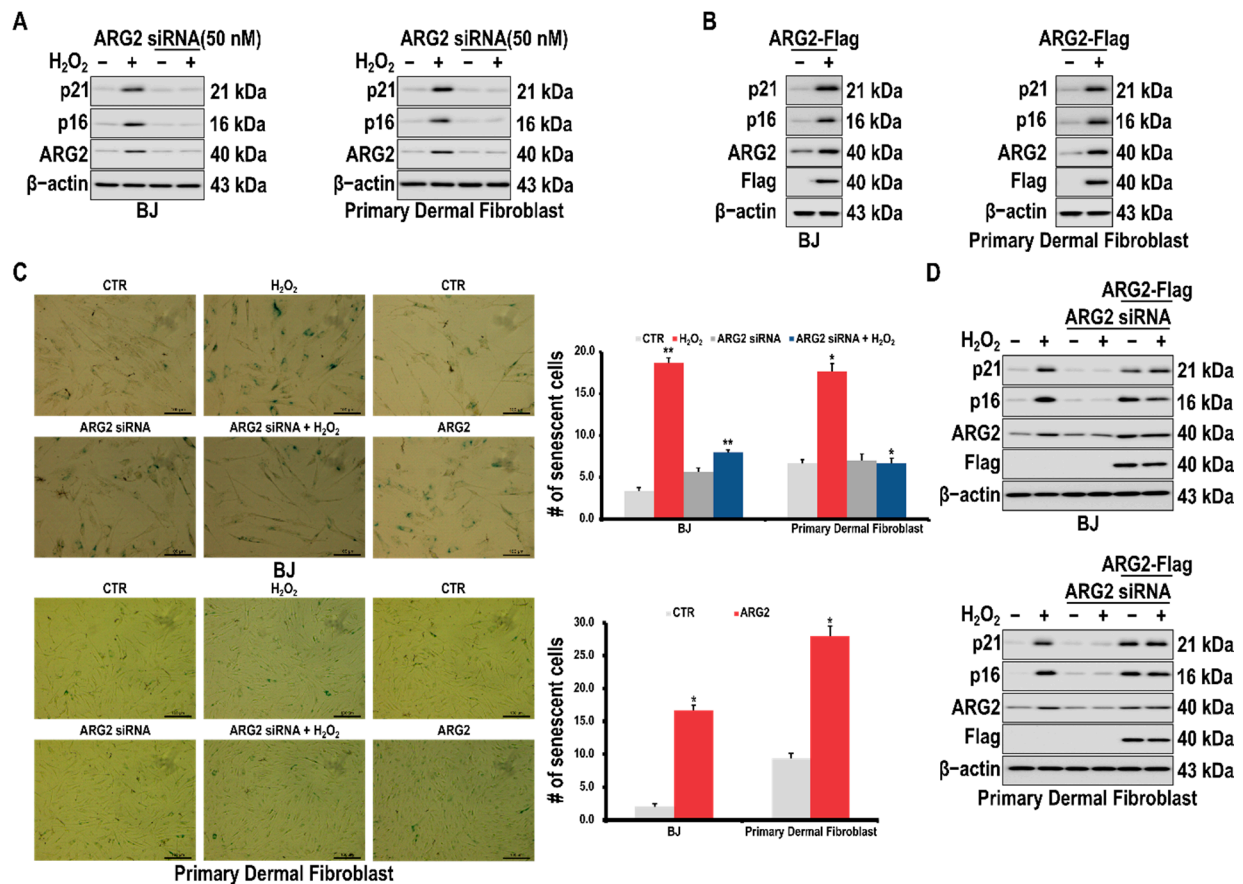 A
ARG2 siRNA(50 nM)
H₂O₂ − + − +
p21 21 kDa
p16 16 kDa
ARG2 40 kDa
β−actin 43 kDa
BJ
ARG2 siRNA(50 nM)
H₂O₂ − + − +
p21 21 kDa
p16 16 kDa
ARG2 40 kDa
β−actin 43 kDa
Primary Dermal Fibroblast
B
ARG2-Flag
− +
p21 21 kDa
p16 16 kDa
ARG2 40 kDa
Flag 40 kDa
β−actin 43 kDa
BJ
ARG2-Flag
− +
p21 21 kDa
p16 16 kDa
ARG2 40 kDa
Flag 40 kDa
β−actin 43 kDa
Primary Dermal Fibroblast
C
CTR H₂O₂ CTR
ARG2 siRNA ARG2 siRNA + H₂O₂ ARG2
BJ
CTR H₂O₂ CTR
ARG2 siRNA ARG2 siRNA + H₂O₂ ARG2
Primary Dermal Fibroblast
CTR H₂O₂ ARG2 siRNA ARG2 siRNA + H₂O₂
# of senescent cells
20.0
15.0
10.0
5.0
0.0
** ** * *
BJ Primary Dermal Fibroblast
CTR ARG2
# of senescent cells
30.0
25.0
20.0
15.0
10.0
5.0
0.0
* *
BJ Primary Dermal Fibroblast
D
ARG2-Flag
ARG2 siRNA
H₂O₂ − + − + − +
p21 21 kDa
p16 16 kDa
ARG2 40 kDa
Flag 40 kDa
β−actin 43 kDa
BJ
ARG2-Flag
ARG2 siRNA
H₂O₂ − + − + − +
p21 21 kDa
p16 16 kDa
ARG2 40 kDa
Flag 40 kDa
β−actin 43 kDa
Primary Dermal Fibroblast